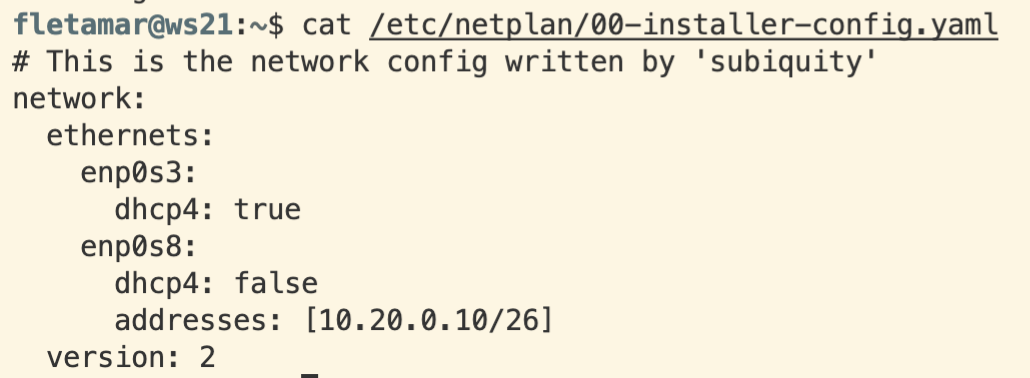 fletamar@ws21:~$ cat /etc/netplan/00-installer-config.yaml
# This is the network config written by 'subiquity'
network:
  ethernets:
    enp0s3:
      dhcp4: true
    enp0s8:
      dhcp4: false
      addresses: [10.20.0.10/26]
  version: 2